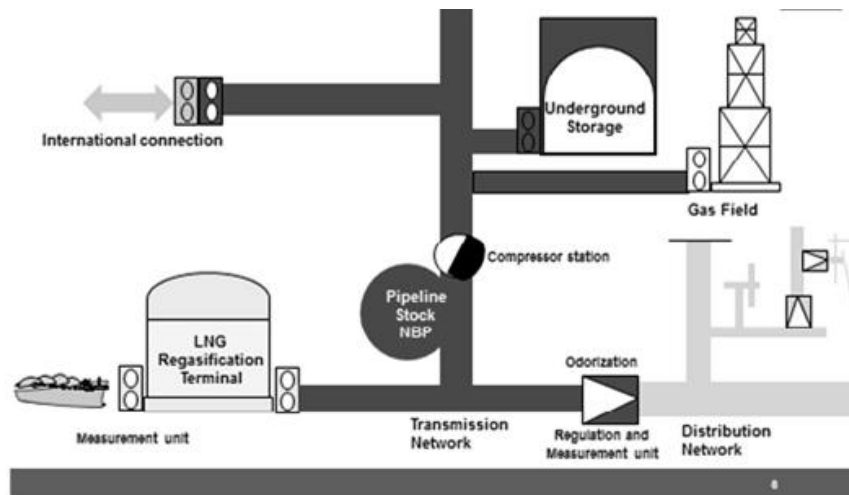 Underground
Storage
International connection
Gas Field
Compressor station
Pipeline
Stock
NBP
LNG
Regasification
Terminal
Odorization
Measurement unit
Transmission
Network
Regulation and
Measurement unit
Distribution
Network
6